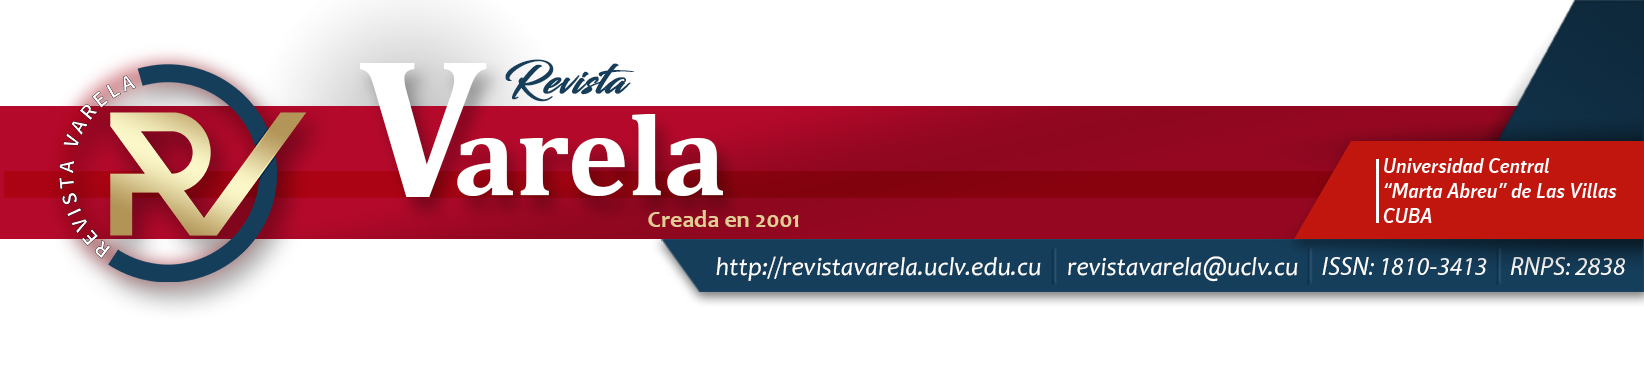 REVISTA VARELA
RV
Revista
Varela
Creada en 2001
Universidad Central
“Marta Abreu” de Las Villas
CUBA
http://revistavarela.uclv.edu.cu
revistavarela@uclv.cu
ISSN: 1810-3413
RNPS: 2838